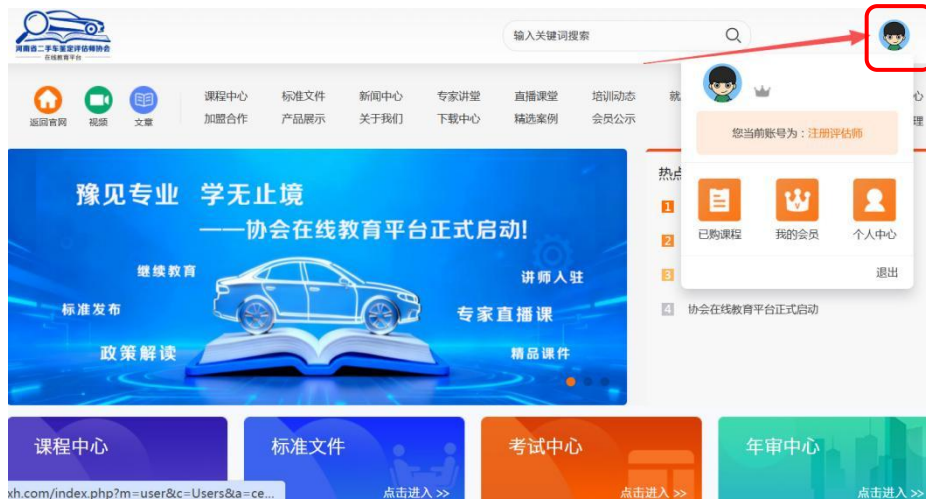 河南省二手车鉴定评估师协会
在线教育平台
输入关键词搜索
返回官网 视频 文章
课程中心 标准文件 新闻中心 专家讲堂 直播课堂 培训动态 就
加盟合作 产品展示 关于我们 下载中心 精选案例 会员公示
心
理
您当前账号为：注册评估师
已购课程 我的会员 个人中心
退出
豫见专业 学无止境
——协会在线教育平台正式启动!
继续教育
讲师入驻
标准发布
专家直播课
政策解读
精品课件
热点
1
2
3
4 协会在线教育平台正式启动
课程中心 标准文件 考试中心 年审中心
点击进入 >> 点击进入 >> 点击进入 >>
xh.com/index.php?m=user&c=Users&a=ce...